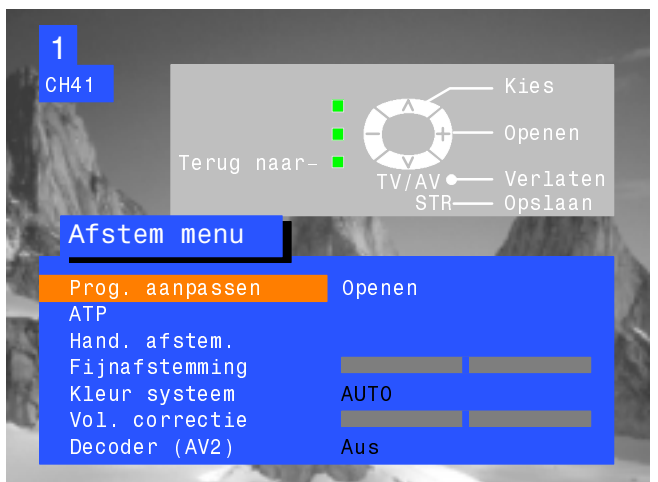 1
CH41
Kies
Openen
Terug naar
TV/AV Verlaten
STR Opslaan
Afstem menu
Prog. aanpassen Openen
ATP
Hand. afstem.
Fijnafstemming
Kleur systeem AUTO
Vol. correctie
Decoder (AV2) Aus